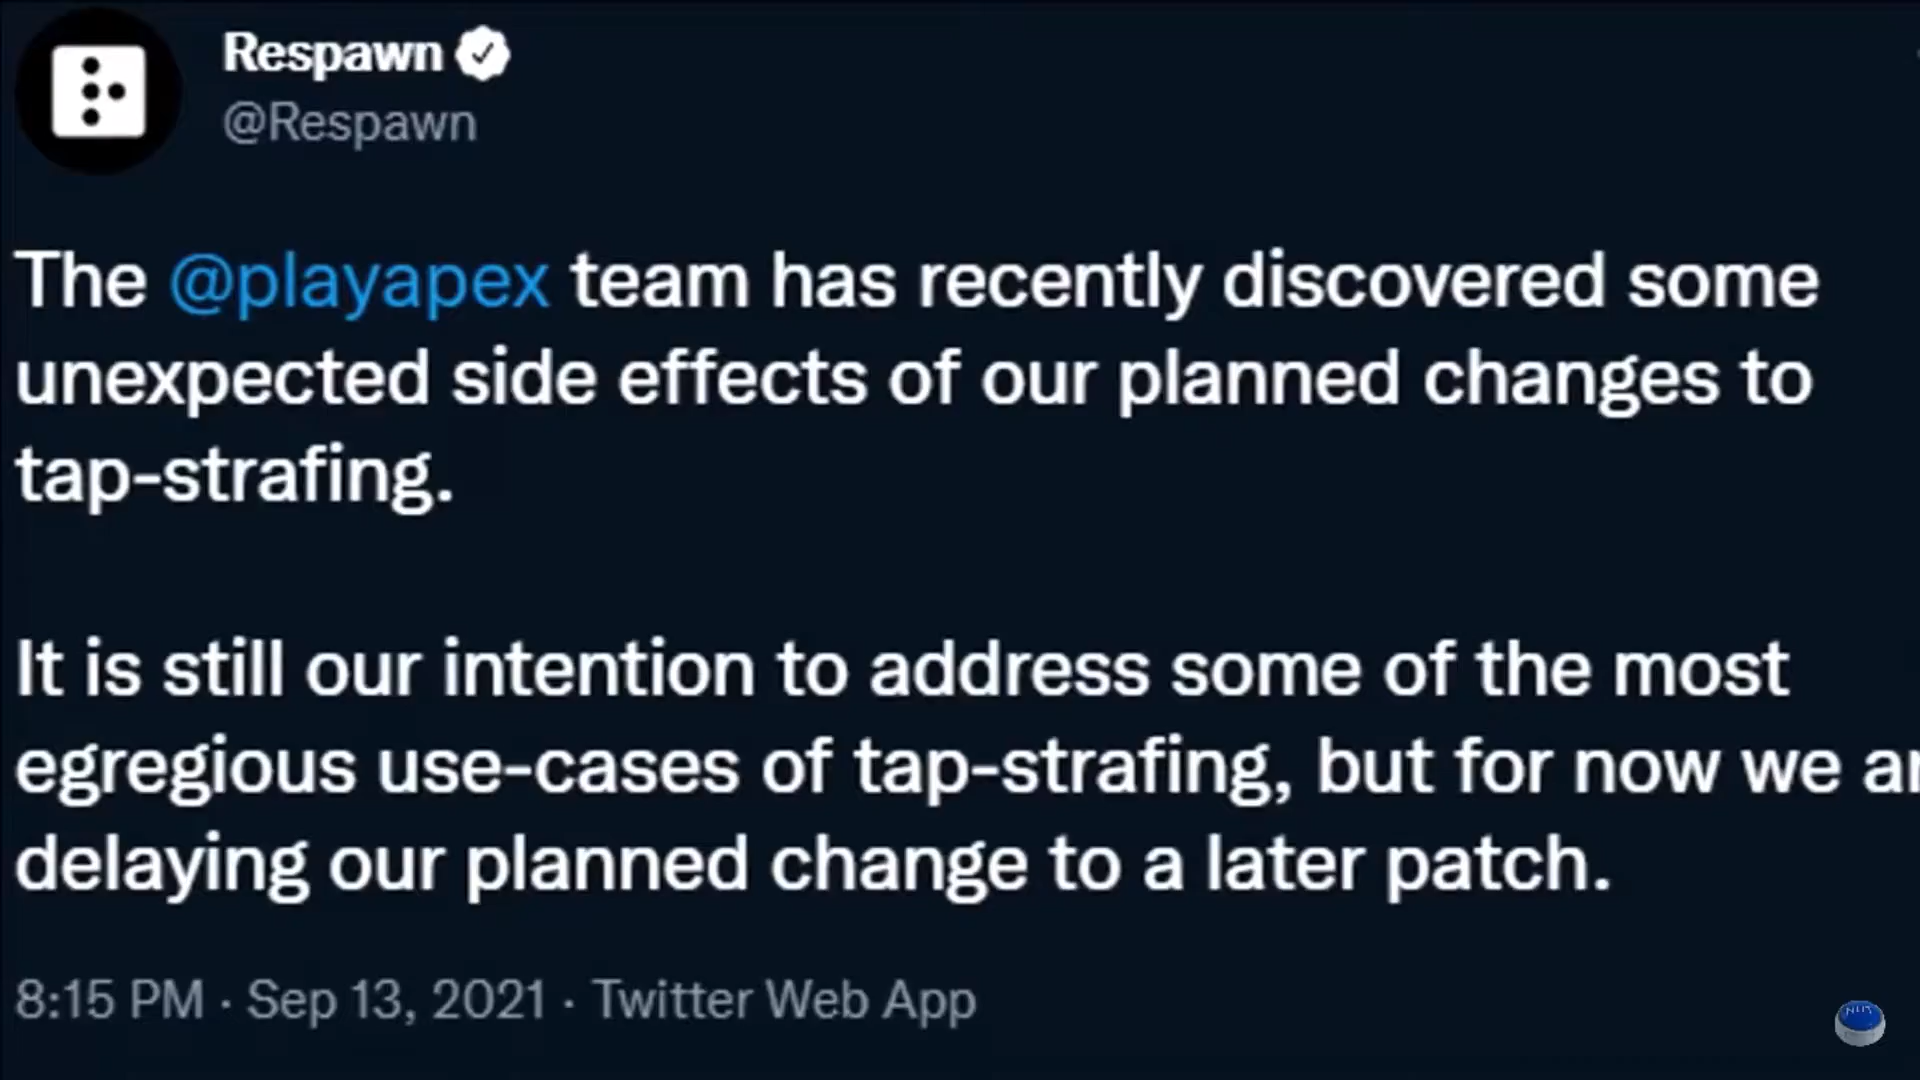 Respawn
@Respawn
The @playapex team has recently discovered some
unexpected side effects of our planned changes to
tap-strafing.
It is still our intention to address some of the most
egregious use-cases of tap-strafing, but for now we ar
delaying our planned change to a later patch.
8:15 PM · Sep 13, 2021 · Twitter Web App